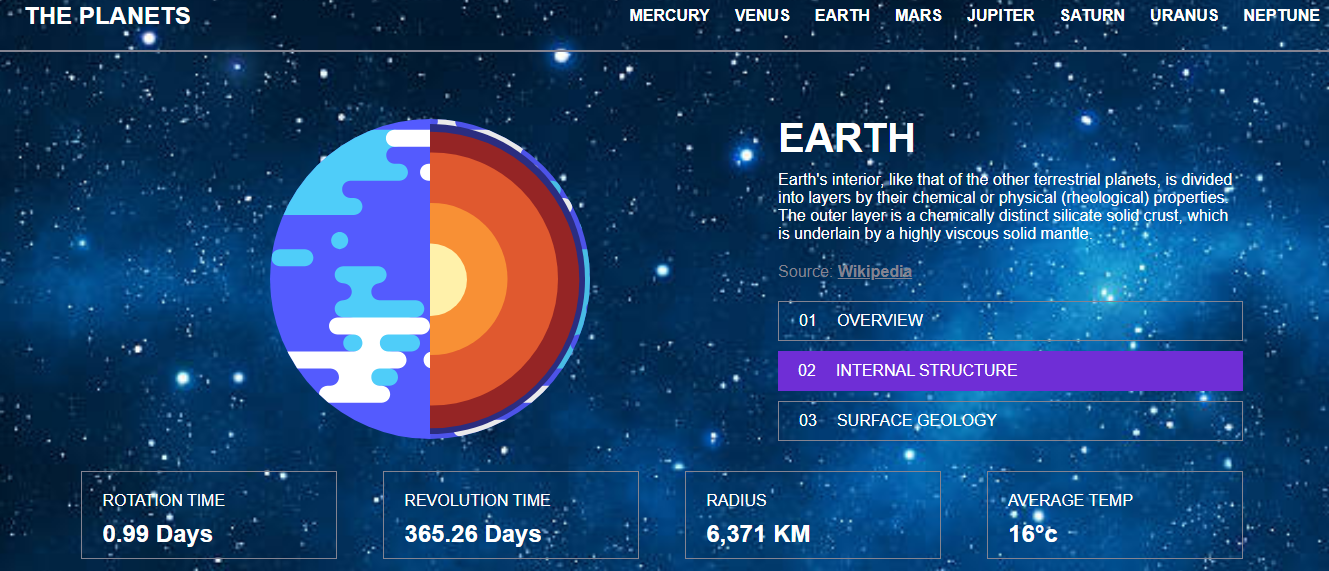 THE PLANETS
MERCURY VENUS EARTH MARS JUPITER SATURN URANUS NEPTUNE
EARTH
Earth's interior, like that of the other terrestrial planets, is divided
into layers by their chemical or physical (rheological) properties.
The outer layer is a chemically distinct silicate solid crust, which
is underlain by a highly viscous solid mantle.
Source: Wikipedia
01 OVERVIEW
02 INTERNAL STRUCTURE
03 SURFACE GEOLOGY
ROTATION TIME
0.99 Days
REVOLUTION TIME
365.26 Days
RADIUS
6,371 KM
AVERAGE TEMP
16°c